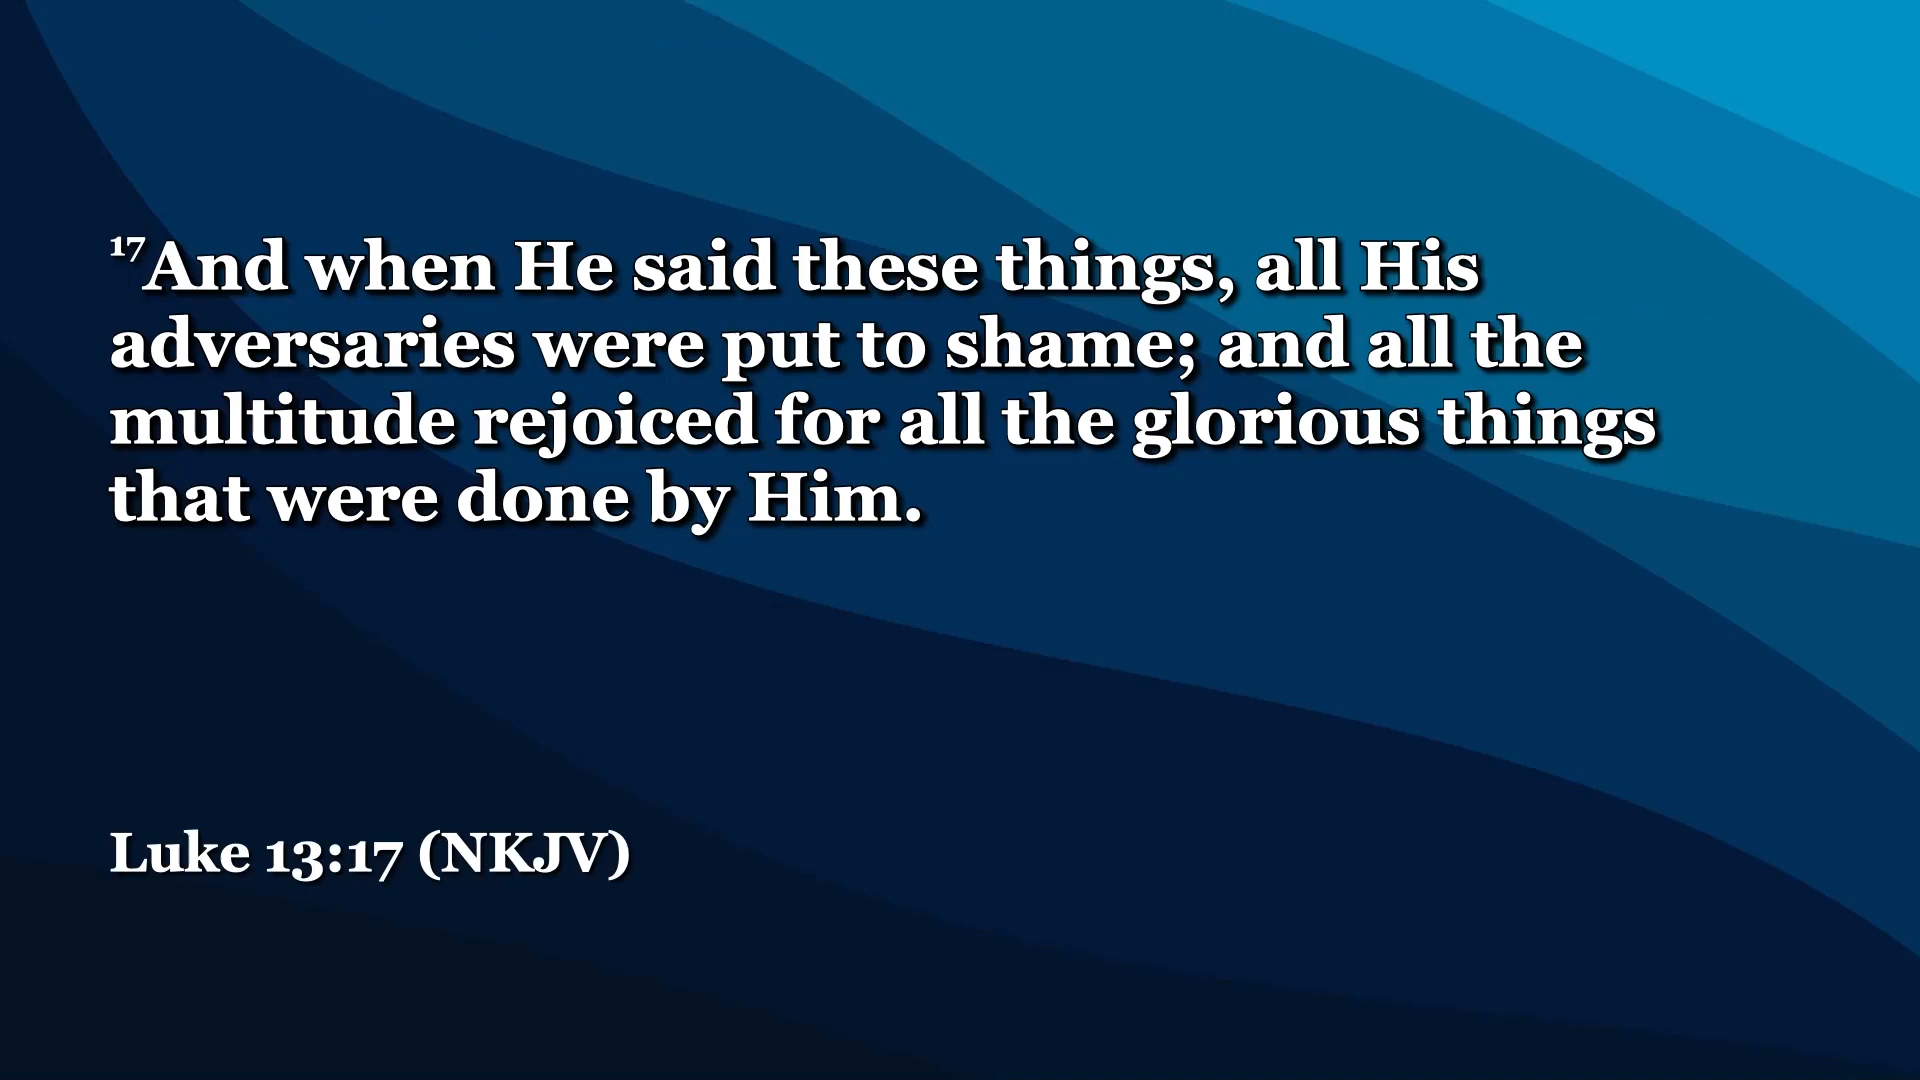 17And when He said these things, all His
adversaries were put to shame; and all the
multitude rejoiced for all the glorious things
that were done by Him.
Luke 13:17 (NKJV)